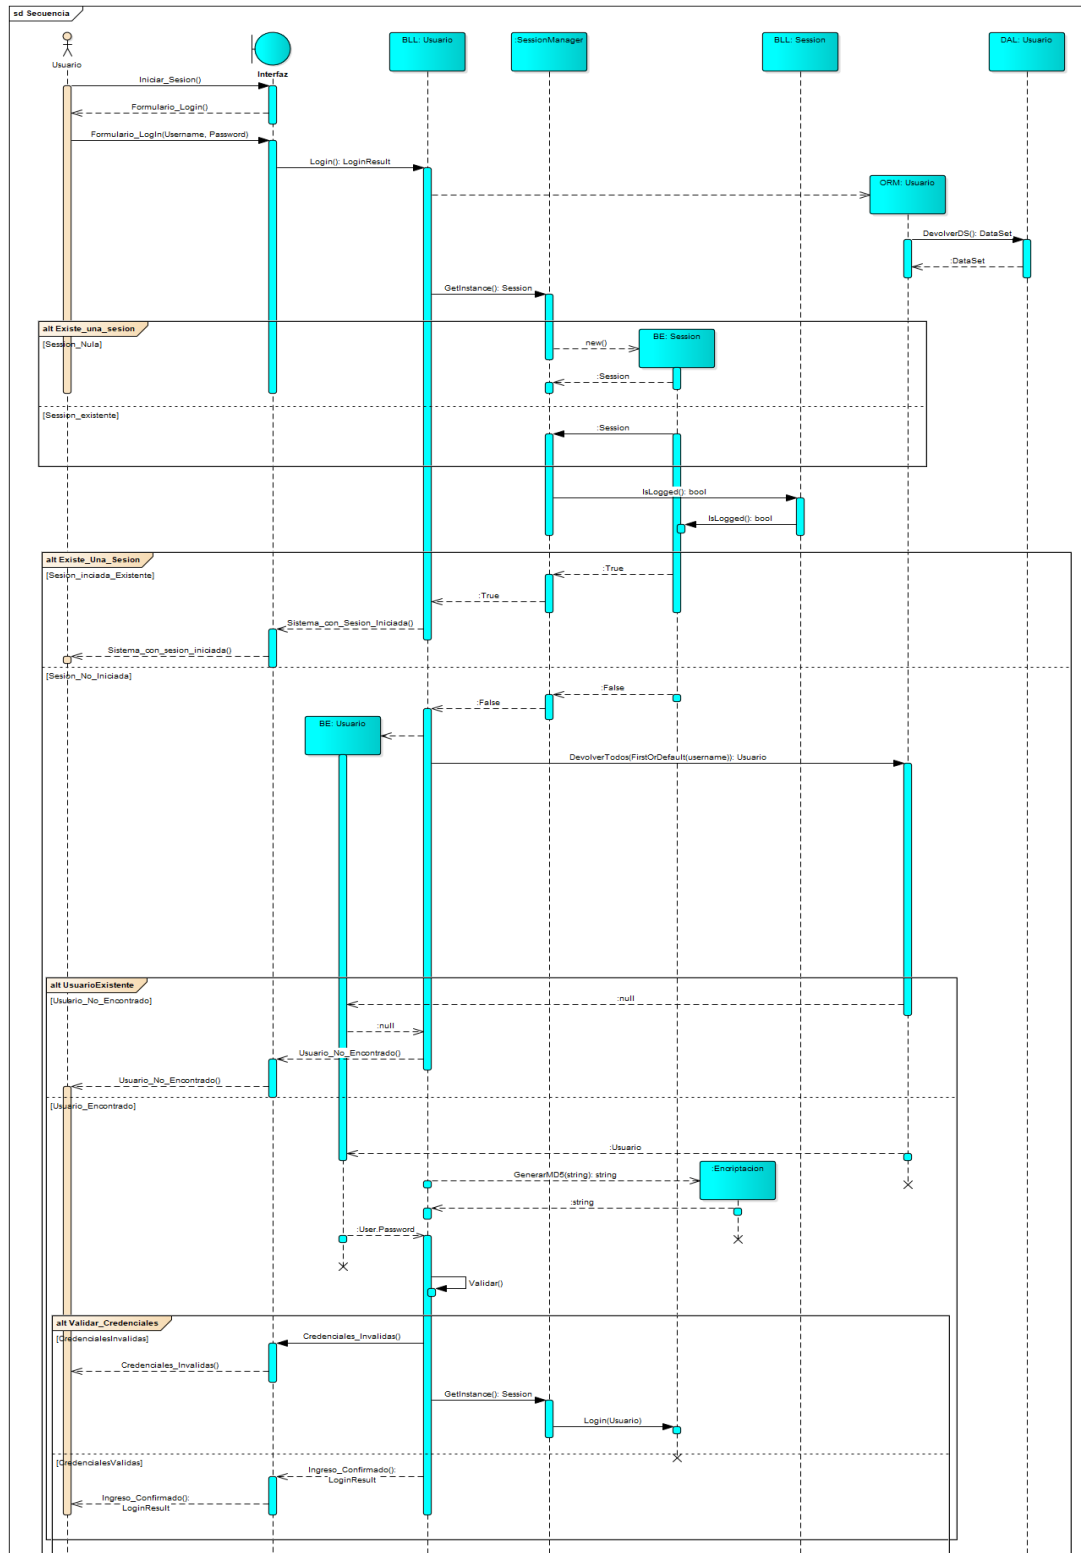 sd Secuencia
Usuario
Interfaz
BLL: Usuario
:SessionManager
BLL: Session
DAL: Usuario
Iniciar_Sesion()
Formulario_Login()
Formulario_LogIn(Username, Password)
Login(): LoginResult
ORM: Usuario
DevolverDS(): DataSet
:DataSet
GetInstance(): Session
alt Existe_una_sesion
[Session_Nula]
new()
BE: Session
:Session
[Session_existente]
:Session
IsLogged(): bool
IsLogged(): bool
alt Existe_Una_Sesion
[Sesion_inciada_Existente]
:True
:True
Sistema_con_Sesion_Iniciada()
Sistema_con_sesion_iniciada()
[Sesion_No_Iniciada]
:False
:False
BE: Usuario
DevolverTodos(FirstOrDefault(username)): Usuario
alt UsuarioExistente
[Usuario_No_Encontrado]
:null
:null
Usuario_No_Encontrado()
Usuario_No_Encontrado()
[Usuario_Encontrado]
:Usuario
:Encriptacion
GenerarMD5(string): string
:string
:User.Password
Validar()
alt Validar_Credenciales
[CredencialesInvalidas]
Credenciales_Invalidas()
Credenciales_Invalidas()
GetInstance(): Session
Login(Usuario)
[CredencialesValidas]
Ingreso_Confirmado():
LoginResult
Ingreso_Confirmado():
LoginResult